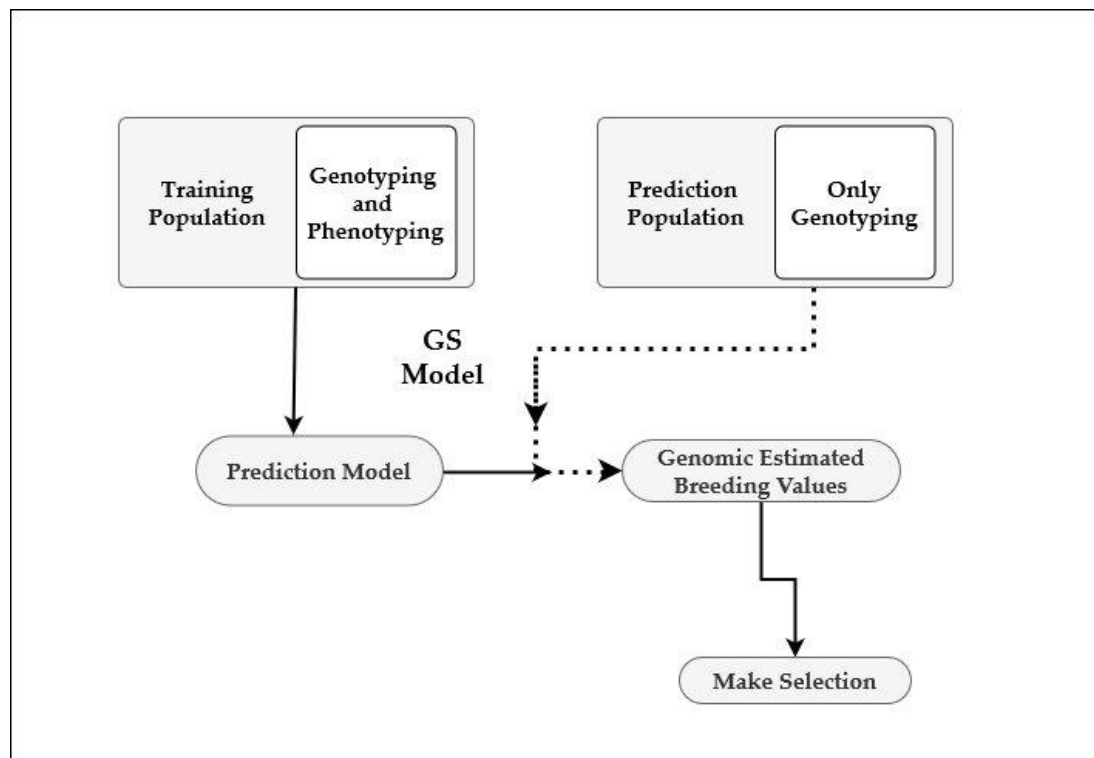 Training
Population
Genotyping
and
Phenotyping
Prediction
Population
Only
Genotyping
GS
Model
Prediction Model
Genomic Estimated
Breeding Values
Make Selection